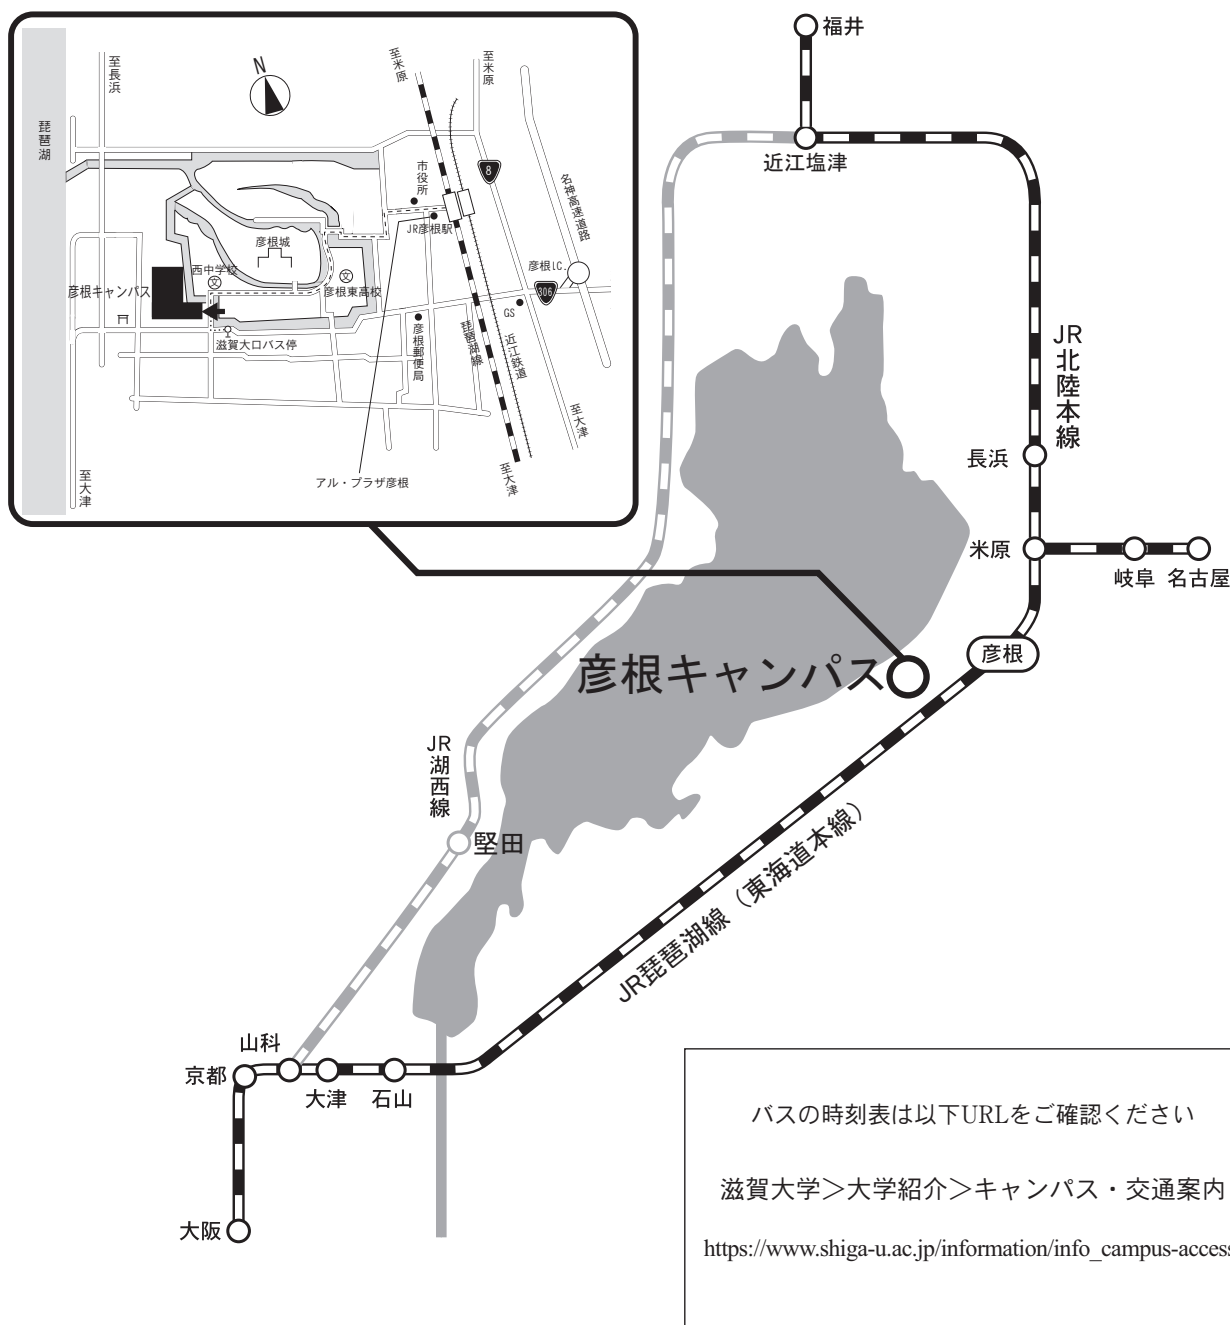 至長浜
N
至米原
至米原
琵琶湖
8
市役所
名神高速道路
JR彦根駅
彦根城
彦根I.C.
西中学校
文
文
彦根東高校
306
彦根キャンパス
GS
滋賀大口バス停
彦根郵便局
琵琶湖線
近江鉄道
至大津
至大津
至大津
アル・プラザ彦根
福井
近江塩津
JR北陸本線
長浜
米原
岐阜
名古屋
彦根
彦根キャンパス
JR湖西線
堅田
JR琵琶湖線（東海道本線）
山科
京都
大津
石山
大阪
バスの時刻表は以下URLをご確認ください
滋賀大学＞大学紹介＞キャンパス・交通案内
https://www.shiga-u.ac.jp/information/info_campus-access